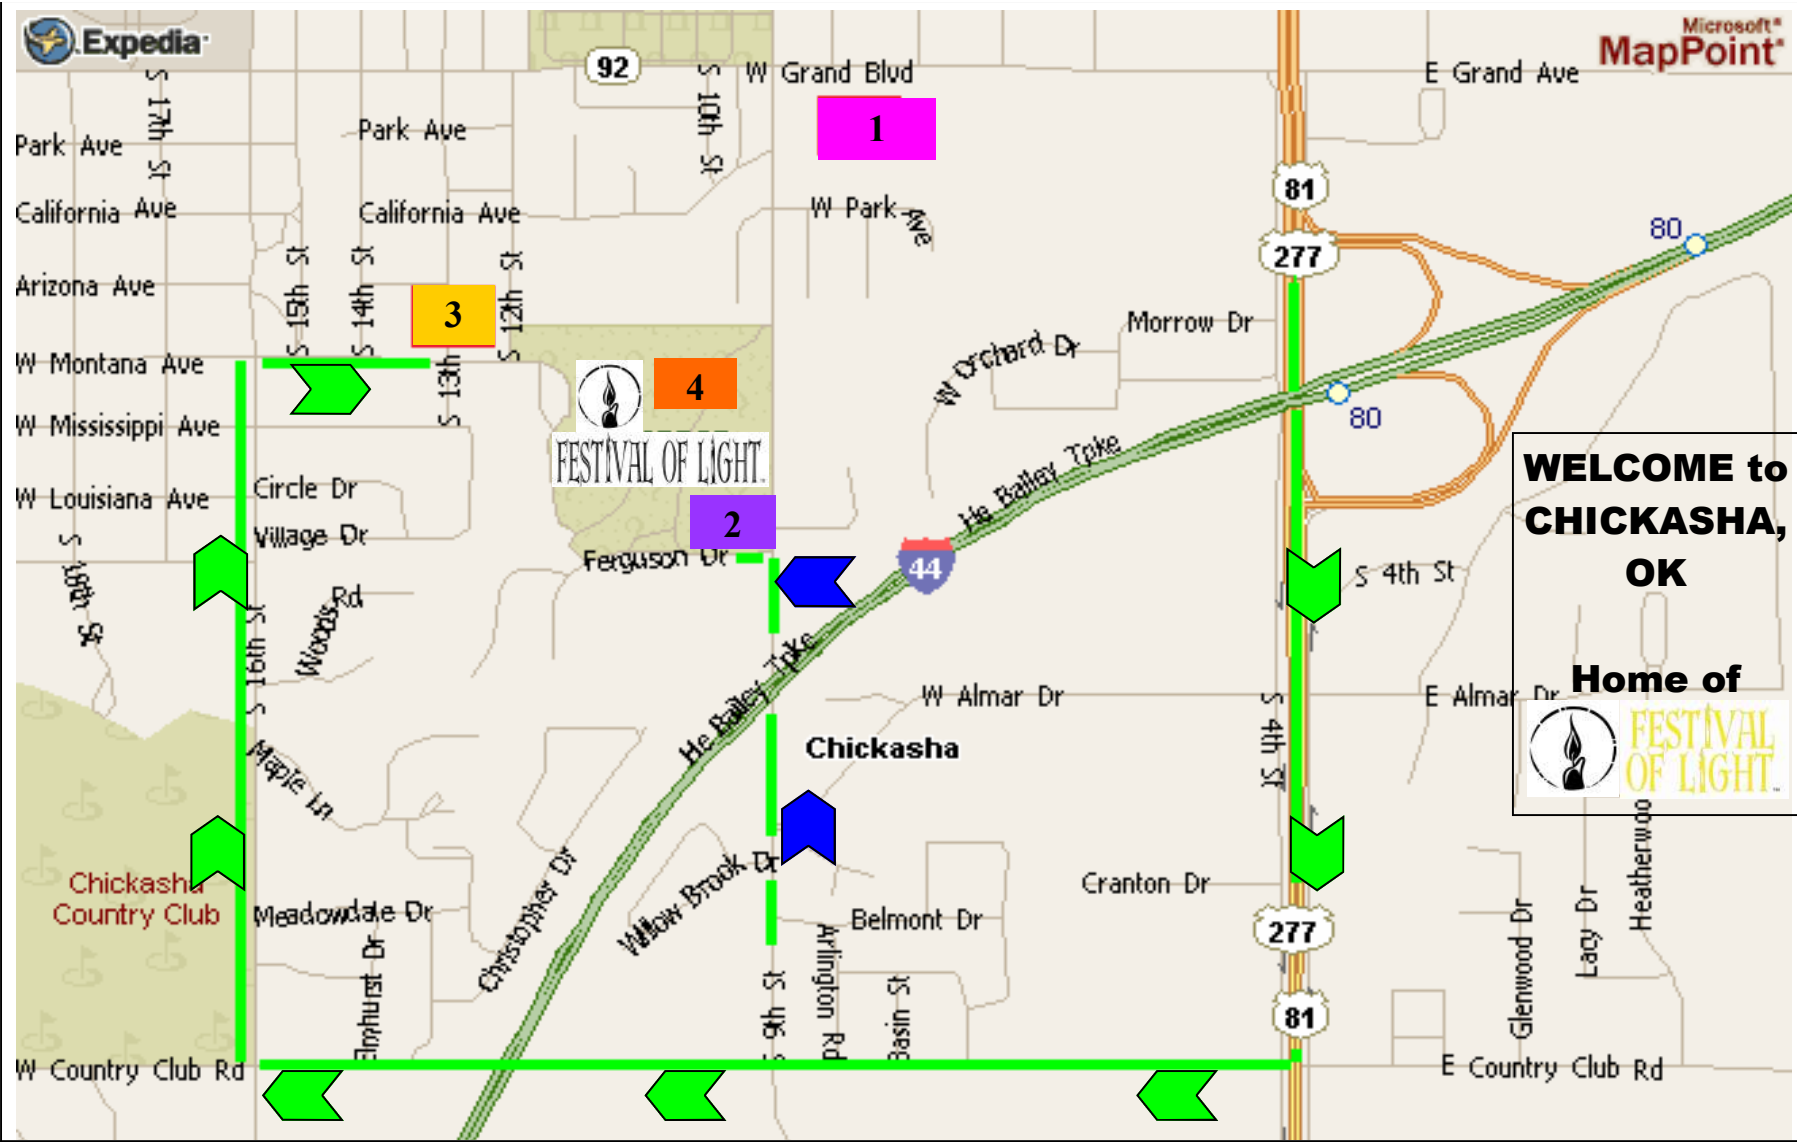 Expedia
Microsoft
MapPoint
92
W Grand Blvd
E Grand Ave
S 17th St
S 10th St
1
Park Ave
Park Ave
81
California Ave
California Ave
W Park Ave
80
277
S 15th St
S 14th St
S 12th St
Arizona Ave
3
Morrow Dr
W Orchard Dr
W Montana Ave
S 13th
4
80
W Mississippi Ave
FESTIVAL OF LIGHT
He Bailey Tpke
WELCOME to
CHICKASHA,
OK
Home of
FESTIVAL
OF LIGHT
W Louisiana Ave
Circle Dr
2
Village Dr
Ferguson Dr
44
S 4th St
S 18th St
Woods Rd
S 16th St
He Bailey Tpke
W Almar Dr
E Almar Dr
S 4th St
Chickasha
Maple Ln
Christopher Dr
Willow Brook Dr
Cranton Dr
Heatherwoo
Chickasha
Country Club
Meadowdale Dr
Belmont Dr
277
Elmhurst Dr
S 9th St
Arlington Rd
Basin St
81
Glenwood Dr
Lacy Dr
W Country Club Rd
E Country Club Rd